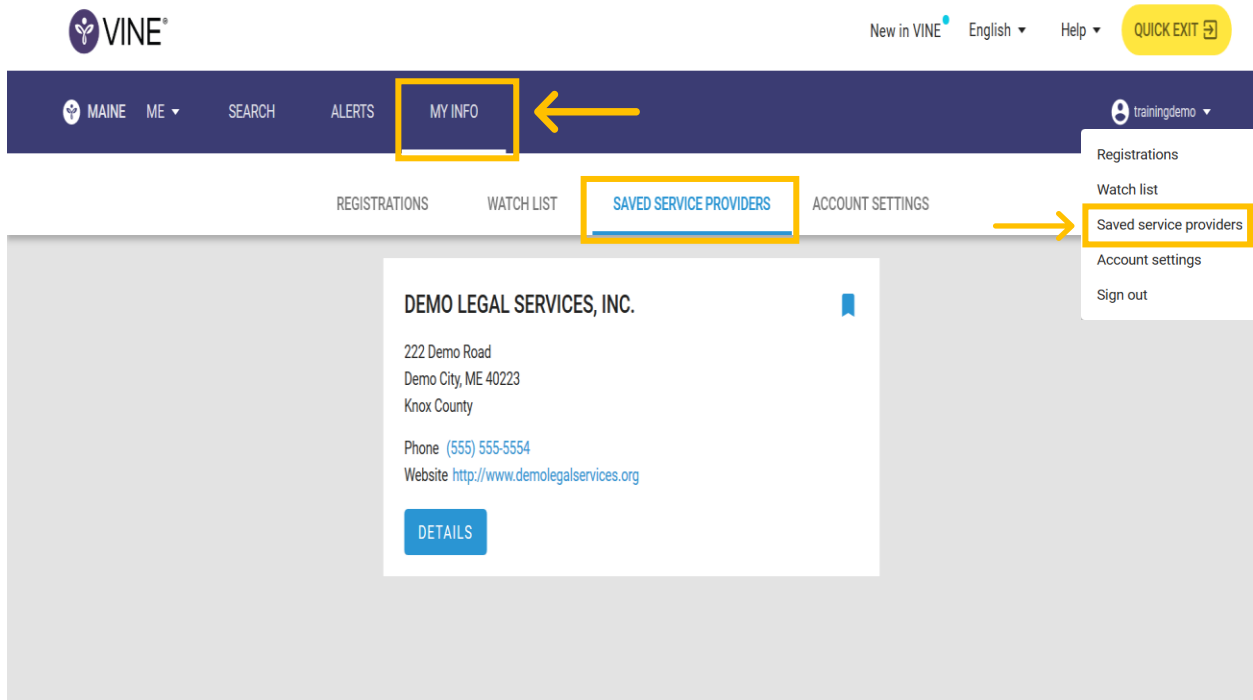 VINE®
New in VINE
English
Help
QUICK EXIT
MAINE
ME
SEARCH
ALERTS
MY INFO
trainingdemo
Registrations
Watch list
Saved service providers
Account settings
Sign out
REGISTRATIONS
WATCH LIST
SAVED SERVICE PROVIDERS
ACCOUNT SETTINGS
DEMO LEGAL SERVICES, INC.
222 Demo Road
Demo City, ME 40223
Knox County
Phone (555) 555-5554
Website http://www.demolegalservices.org
DETAILS